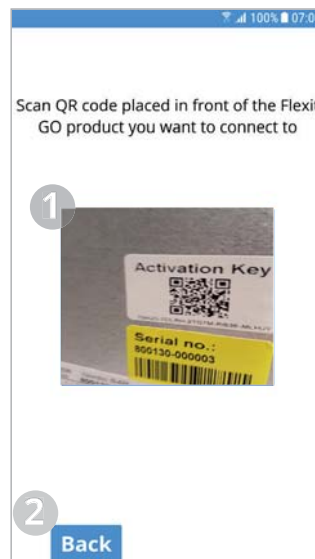 100% 07:0
Scan QR code placed in front of the Flexit
GO product you want to connect to
1
Activation Key
Serial no.:
800130-000003
2
Back